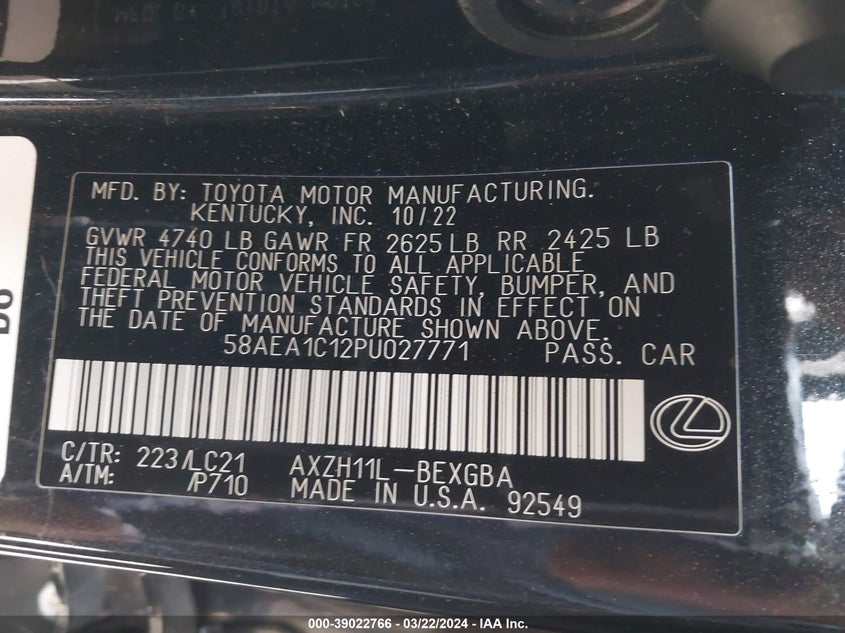 MFD. BY: TOYOTA MOTOR MANUFACTURING.
KENTUCKY, INC. 10/22
GVWR 4740 LB GAWR FR 2625 LB RR 2425 LB
THIS VEHICLE CONFORMS TO ALL APPLICABLE
FEDERAL MOTOR VEHICLE SAFETY, BUMPER, AND
THEFT PREVENTION STANDARDS IN EFFECT ON
THE DATE OF MANUFACTURE SHOWN ABOVE.
58AEA1C12PU027771 PASS. CAR
C/TR: 223/LC21 AXZH11L-BEXGBA
A/TM: /P710 MADE IN U.S.A. 92549
000-39022766 - 03/22/2024 - IAA Inc.